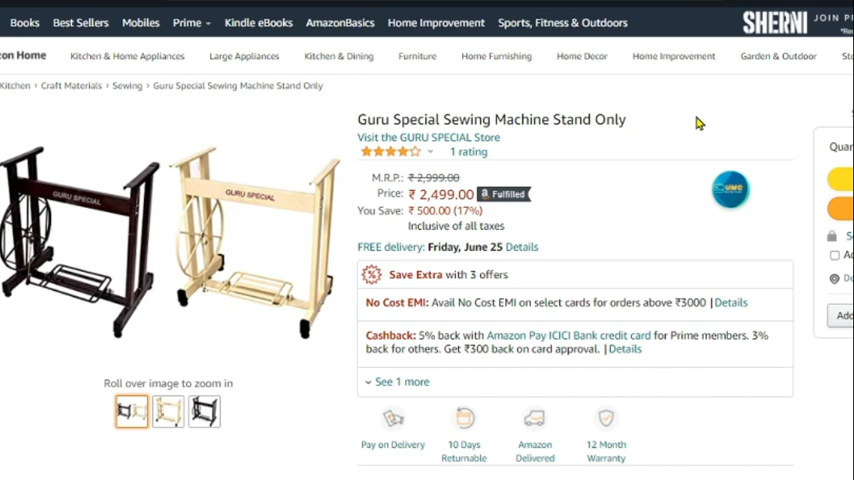 Books Best Sellers Mobiles Prime Kindle eBooks AmazonBasics Home Improvement Sports, Fitness & Outdoors SHERNI JOIN
Home Kitchen & Home Appliances Large Appliances Kitchen & Dining Furniture Home Furnishing Home Decor Home Improvement Garden & Outdoor
Kitchen › Craft Materials › Sewing › Guru Special Sewing Machine Stand Only
Guru Special Sewing Machine Stand Only
Visit the GURU SPECIAL Store
1 rating
M.R.P.: ₹ 2,999.00
Price: ₹ 2,499.00 a Fulfilled
You Save: ₹ 500.00 (17%)
Inclusive of all taxes
FREE delivery: Friday, June 25 Details
Save Extra with 3 offers
No Cost EMI: Avail No Cost EMI on select cards for orders above ₹3000 | Details
Cashback: 5% back with Amazon Pay ICICI Bank credit card for Prime members. 3%
back for others. Get ₹300 back on card approval. | Details
See 1 more
Pay on Delivery
10 Days
Returnable
Amazon
Delivered
12 Month
Warranty
GURU SPECIAL
GURU SPECIAL
Roll over image to zoom in
UMC